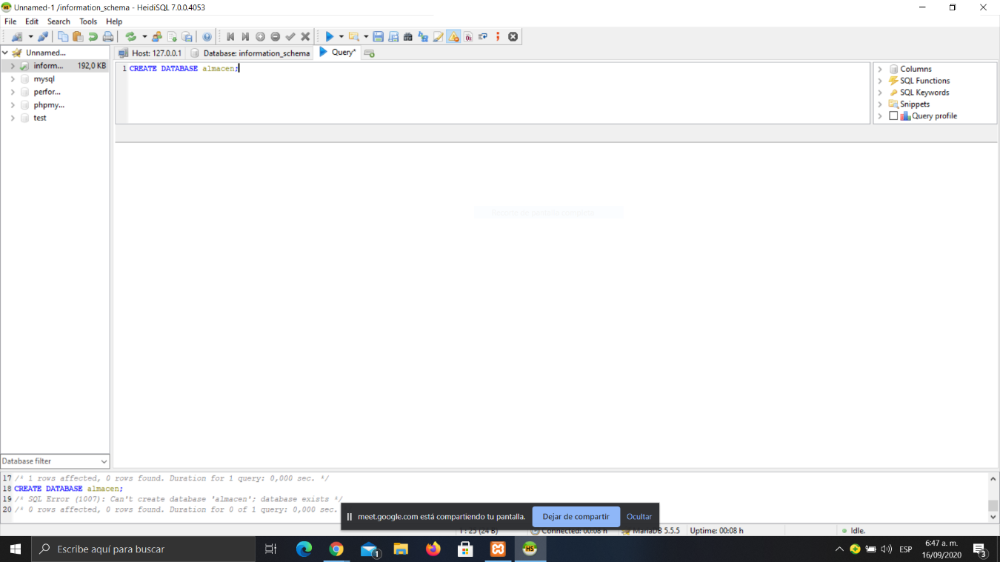 Unnamed-1 /information_schema - HeidiSQL 7.0.0.4053
File Edit Search Tools Help
Unnamed...
Host: 127.0.0.1 Database: information_schema Query*
inform... 192,0 KB
mysql
perfor...
phpmy...
test
1 CREATE DATABASE almacen;
Columns
SQL Functions
SQL Keywords
Snippets
Query profile
Database filter
17 /* 1 rows affected, 0 rows found. Duration for 1 query: 0,000 sec. */
18 CREATE DATABASE almacen;
19 /* SQL Error (1007): Can't create database 'almacen'; database exists */
20 /* 0 rows affected, 0 rows found. Duration for 0 of 1 query: 0,000 sec.
meet.google.com está compartiendo tu pantalla. Dejar de compartir Ocultar
Connected: 00:08 h MariaDB 5.5.5 Uptime: 00:08 h Idle.
Escribe aquí para buscar
1
HS
ESP
6:47 a. m.
16/09/2020
3